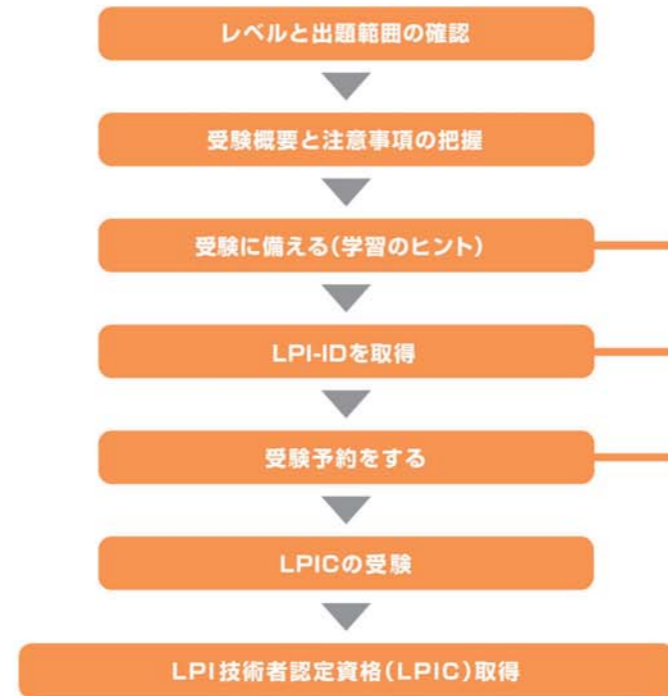 レベルと出題範囲の確認
受験概要と注意事項の把握
受験に備える(学習のヒント)
LPI-IDを取得
受験予約をする
LPICの受験
LPI技術者認定資格(LPIC)取得